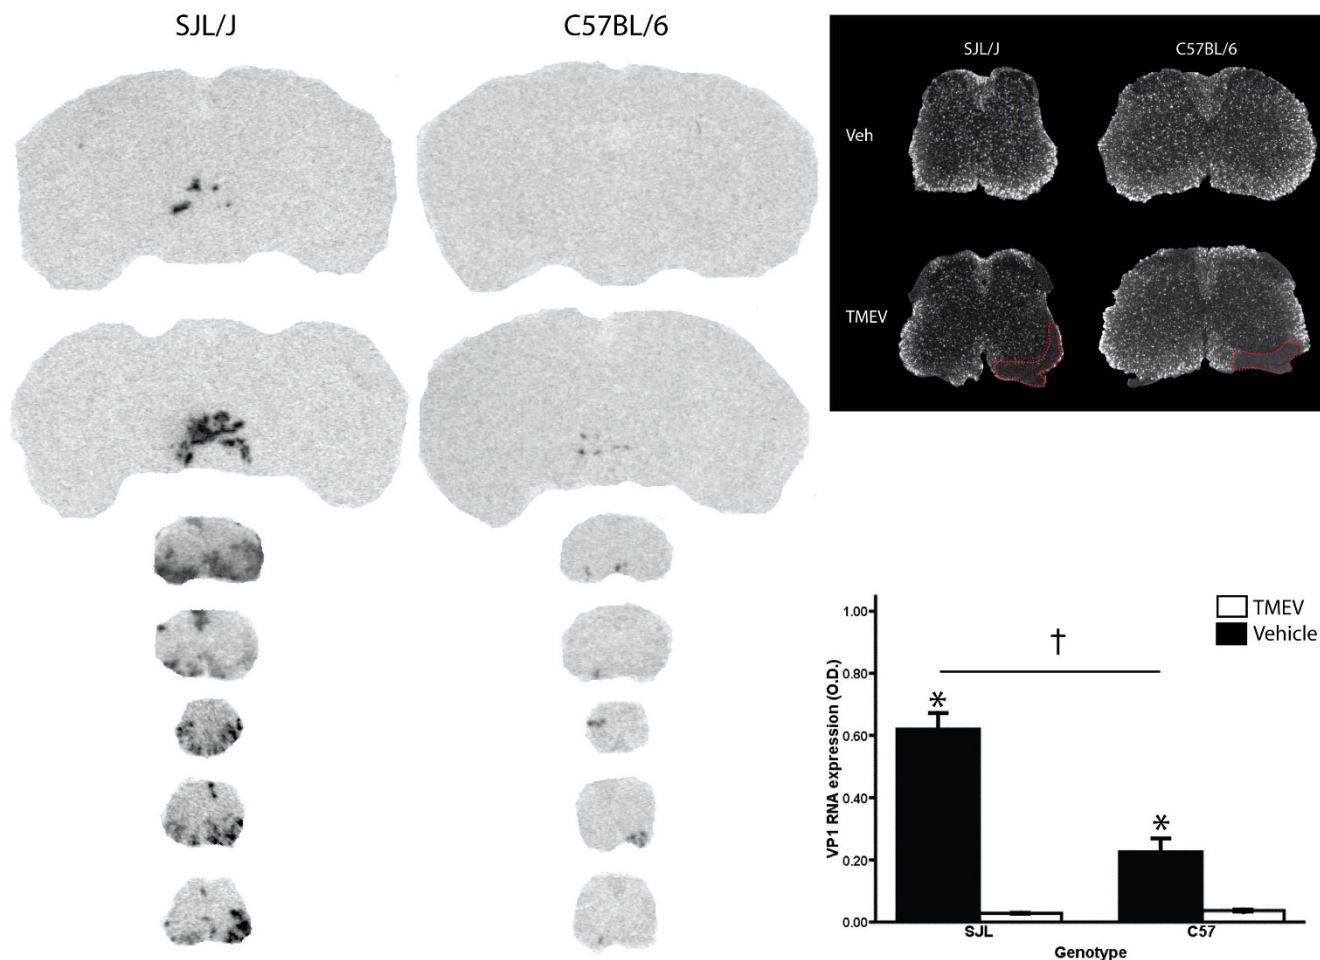 SJL/J
C57BL/6
SJL/J
C57BL/6
Veh
TMEV
TMEV
Vehicle
†
*
*
VP1 RNA expression (O.D.)
1.00
0.80
0.60
0.40
0.20
0.00
SJL
C57
Genotype